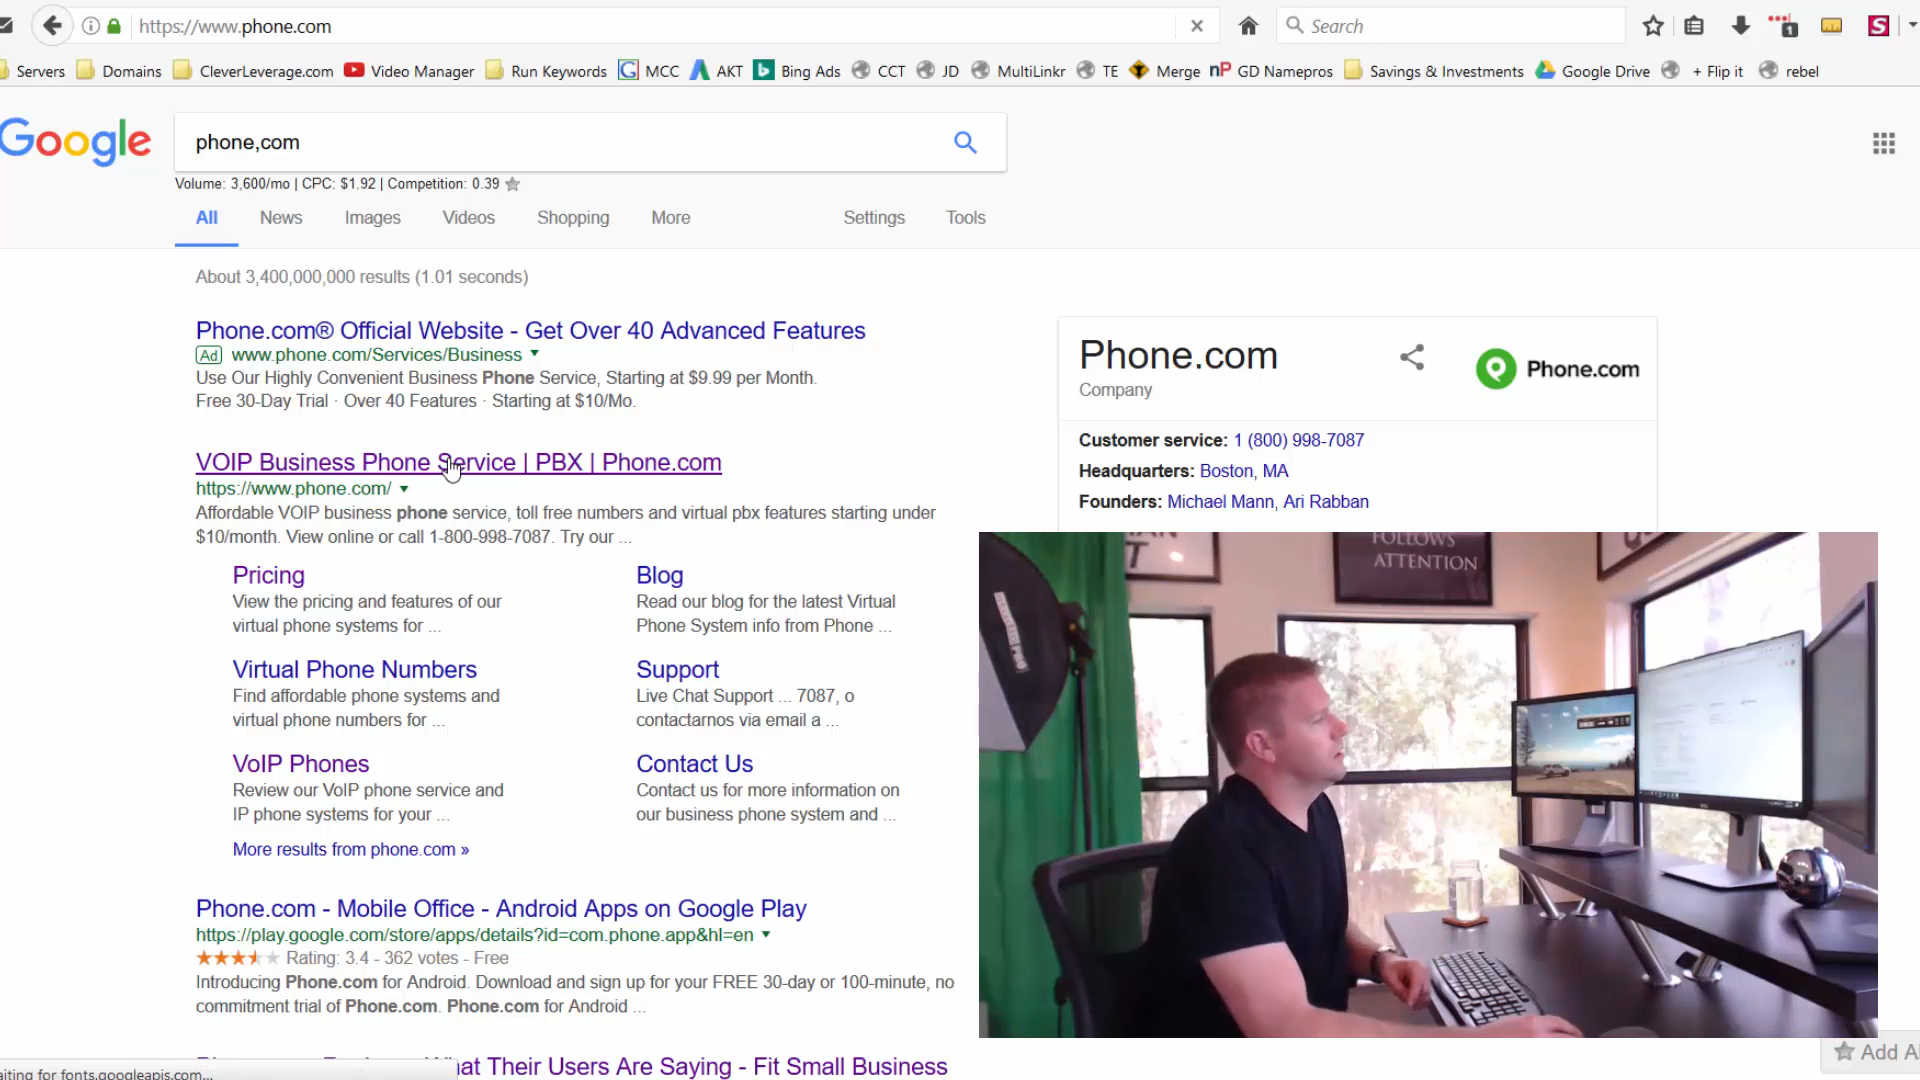 https://www.phone.com
Search
1
S
Servers Domains CleverLeverage.com Video Manager Run Keywords MCC AKT Bing Ads CCT JD MultiLinkr TE Merge nP GD Namepros Savings & Investments Google Drive + Flip it rebel
Google
phone,com
Volume: 3,600/mo | CPC: $1.92 | Competition: 0.39
All News Images Videos Shopping More Settings Tools
About 3,400,000,000 results (1.01 seconds)
Phone.com® Official Website - Get Over 40 Advanced Features
Ad www.phone.com/Services/Business
Use Our Highly Convenient Business Phone Service, Starting at $9.99 per Month.
Free 30-Day Trial · Over 40 Features · Starting at $10/Mo.
VOIP Business Phone Service | PBX | Phone.com
https://www.phone.com/
Affordable VOIP business phone service, toll free numbers and virtual pbx features starting under
$10/month. View online or call 1-800-998-7087. Try our ...
Pricing
View the pricing and features of our
virtual phone systems for ...
Blog
Read our blog for the latest Virtual
Phone System info from Phone ...
Virtual Phone Numbers
Find affordable phone systems and
virtual phone numbers for ...
Support
Live Chat Support ... 7087, o
contactarnos via email a ...
VoIP Phones
Review our VoIP phone service and
IP phone systems for your ...
Contact Us
Contact us for more information on
our business phone system and ...
More results from phone.com »
Phone.com - Mobile Office - Android Apps on Google Play
https://play.google.com/store/apps/details?id=com.phone.app&hl=en
Rating: 3.4 - 362 votes - Free
Introducing Phone.com for Android. Download and sign up for your FREE 30-day or 100-minute, no
commitment trial of Phone.com. Phone.com for Android ...
What Their Users Are Saying - Fit Small Business
aiting for fonts.googleapis.com...
Phone.com
Company
Phone.com
Customer service: 1 (800) 998-7087
Headquarters: Boston, MA
Founders: Michael Mann, Ari Rabban
FOLLOWS
ATTENTION
Add A